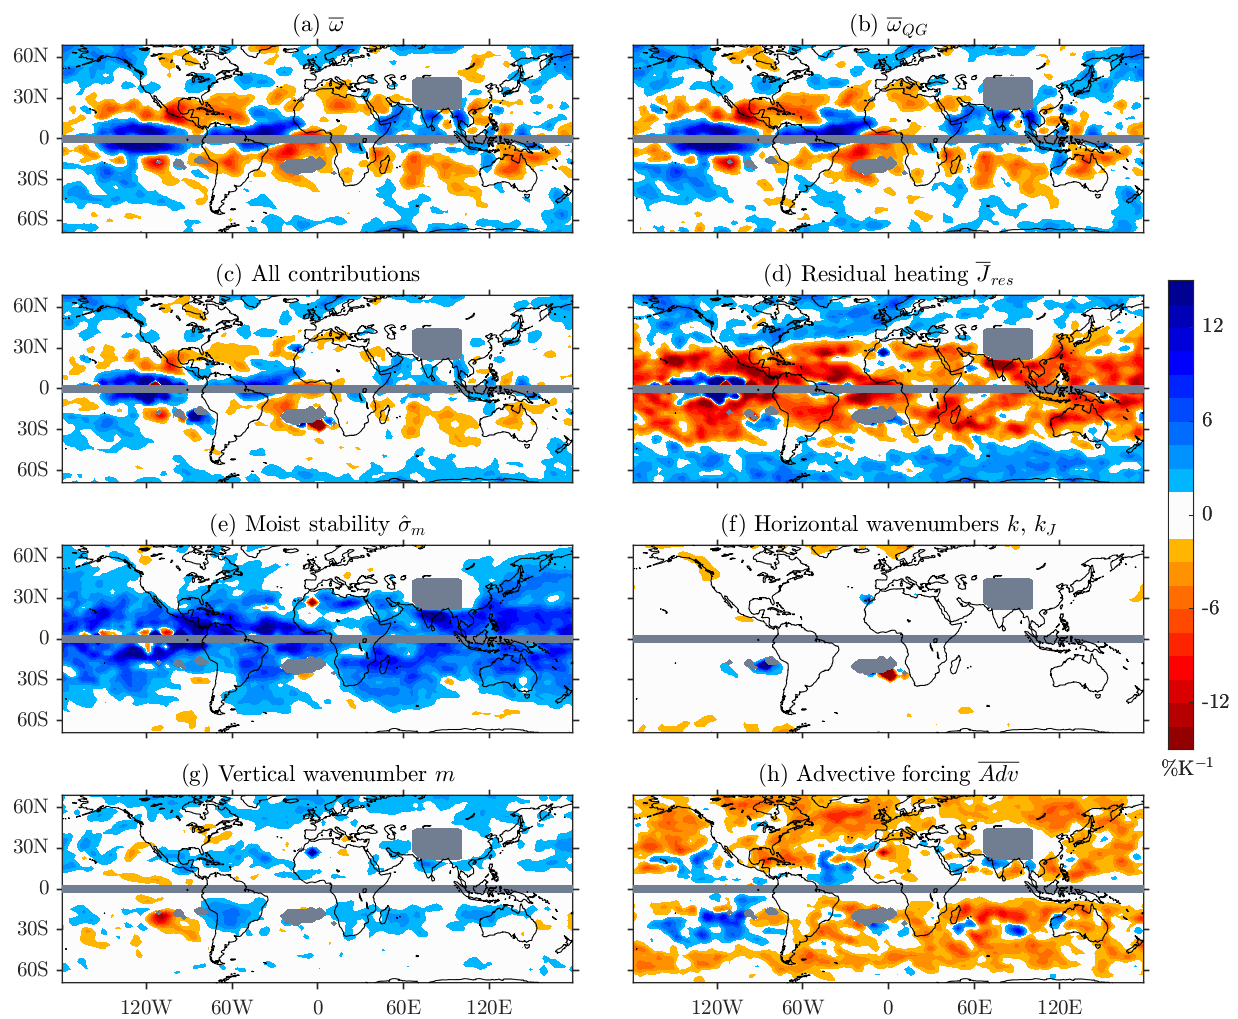 (a) ω̅ (b) ω̅_QG
60N
30N
0
30S
60S
(c) All contributions (d) Residual heating J̅_res
60N
30N
0
30S
60S
12
6
0
-6
-12
%K⁻¹
(e) Moist stability σ̂_m (f) Horizontal wavenumbers k, k_J
60N
30N
0
30S
60S
(g) Vertical wavenumber m (h) Advective forcing A̅d̅v̅
60N
30N
0
30S
60S
120W 60W 0 60E 120E 120W 60W 0 60E 120E